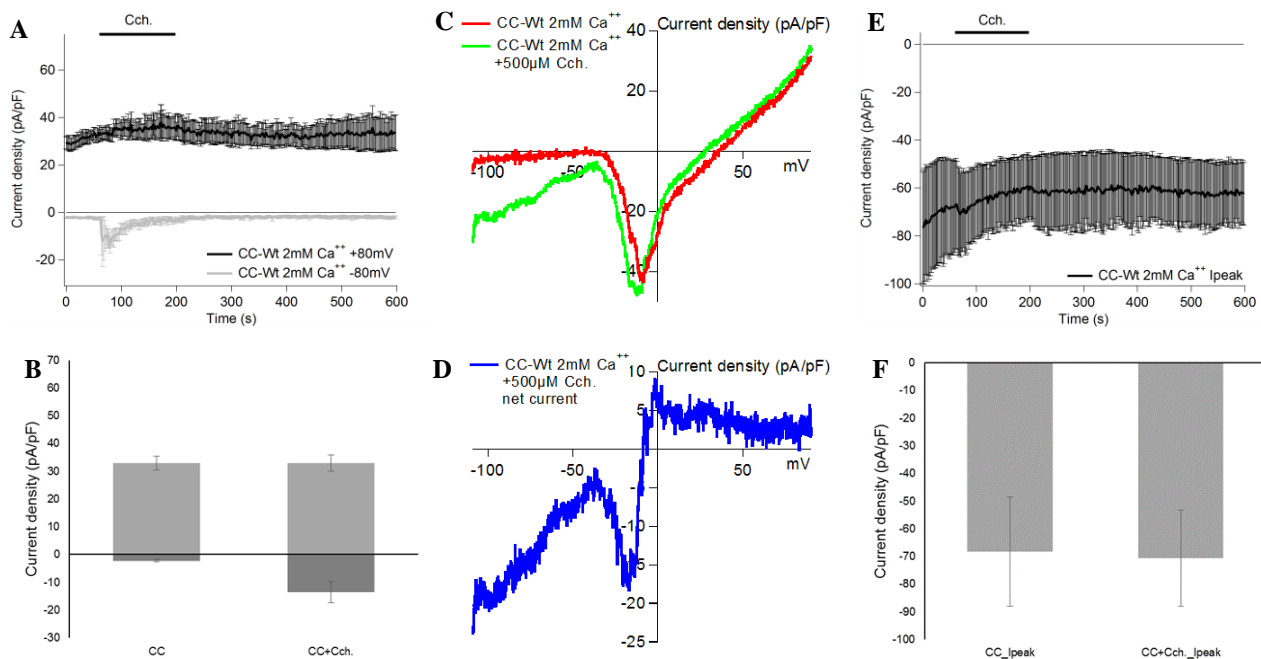 A
Cch.
Current density (pA/pF)
60
40
20
0
-20
CC-Wt 2mM Ca++ +80mV
CC-Wt 2mM Ca++ -80mV
0
100
200
300
400
500
600
Time (s)
B
Current density (pA/pF)
70
60
50
40
30
20
10
0
-10
-20
-30
CC
CC+Cch.
C
CC-Wt 2mM Ca++
CC-Wt 2mM Ca++
+500µM Cch.
Current density (pA/pF)
40
20
-20
-40
-100
-50
50
mV
D
CC-Wt 2mM Ca++
+500µM Cch.
net current
Current density (pA/pF)
10
5
-5
-10
-15
-20
-25
-100
-50
50
mV
E
Cch.
Current density (pA/pF)
0
-20
-40
-60
-80
-100
CC-Wt 2mM Ca++ Ipeak
0
100
200
300
400
500
600
Time (s)
F
Current density (pA/pF)
0
-10
-20
-30
-40
-50
-60
-70
-80
-90
-100
CC_Ipeak
CC+Cch._Ipeak